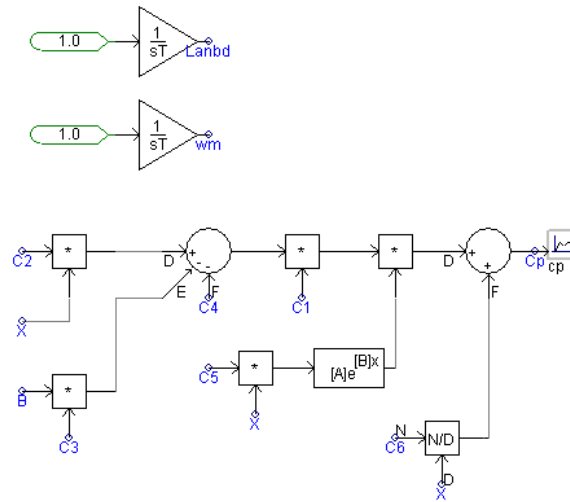 1.0
1
sT
Lanbd
1.0
1
sT
wm
C2
*
D
+
-
-
E
F
C4
*
C1
*
D
+
+
F
Cp
cp
X
B
*
C3
C5
*
X
[A]e[B]x
C6
N
N/D
D
X